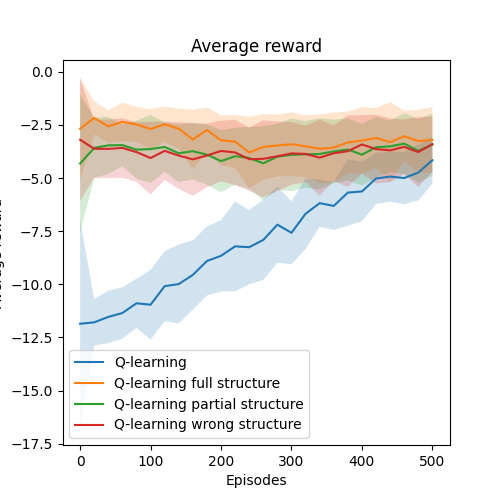 Average reward
0.0
−2.5
−5.0
−7.5
−10.0
−12.5
−15.0
−17.5
Q-learning
Q-learning full structure
Q-learning partial structure
Q-learning wrong structure
0 100 200 300 400 500
Episodes